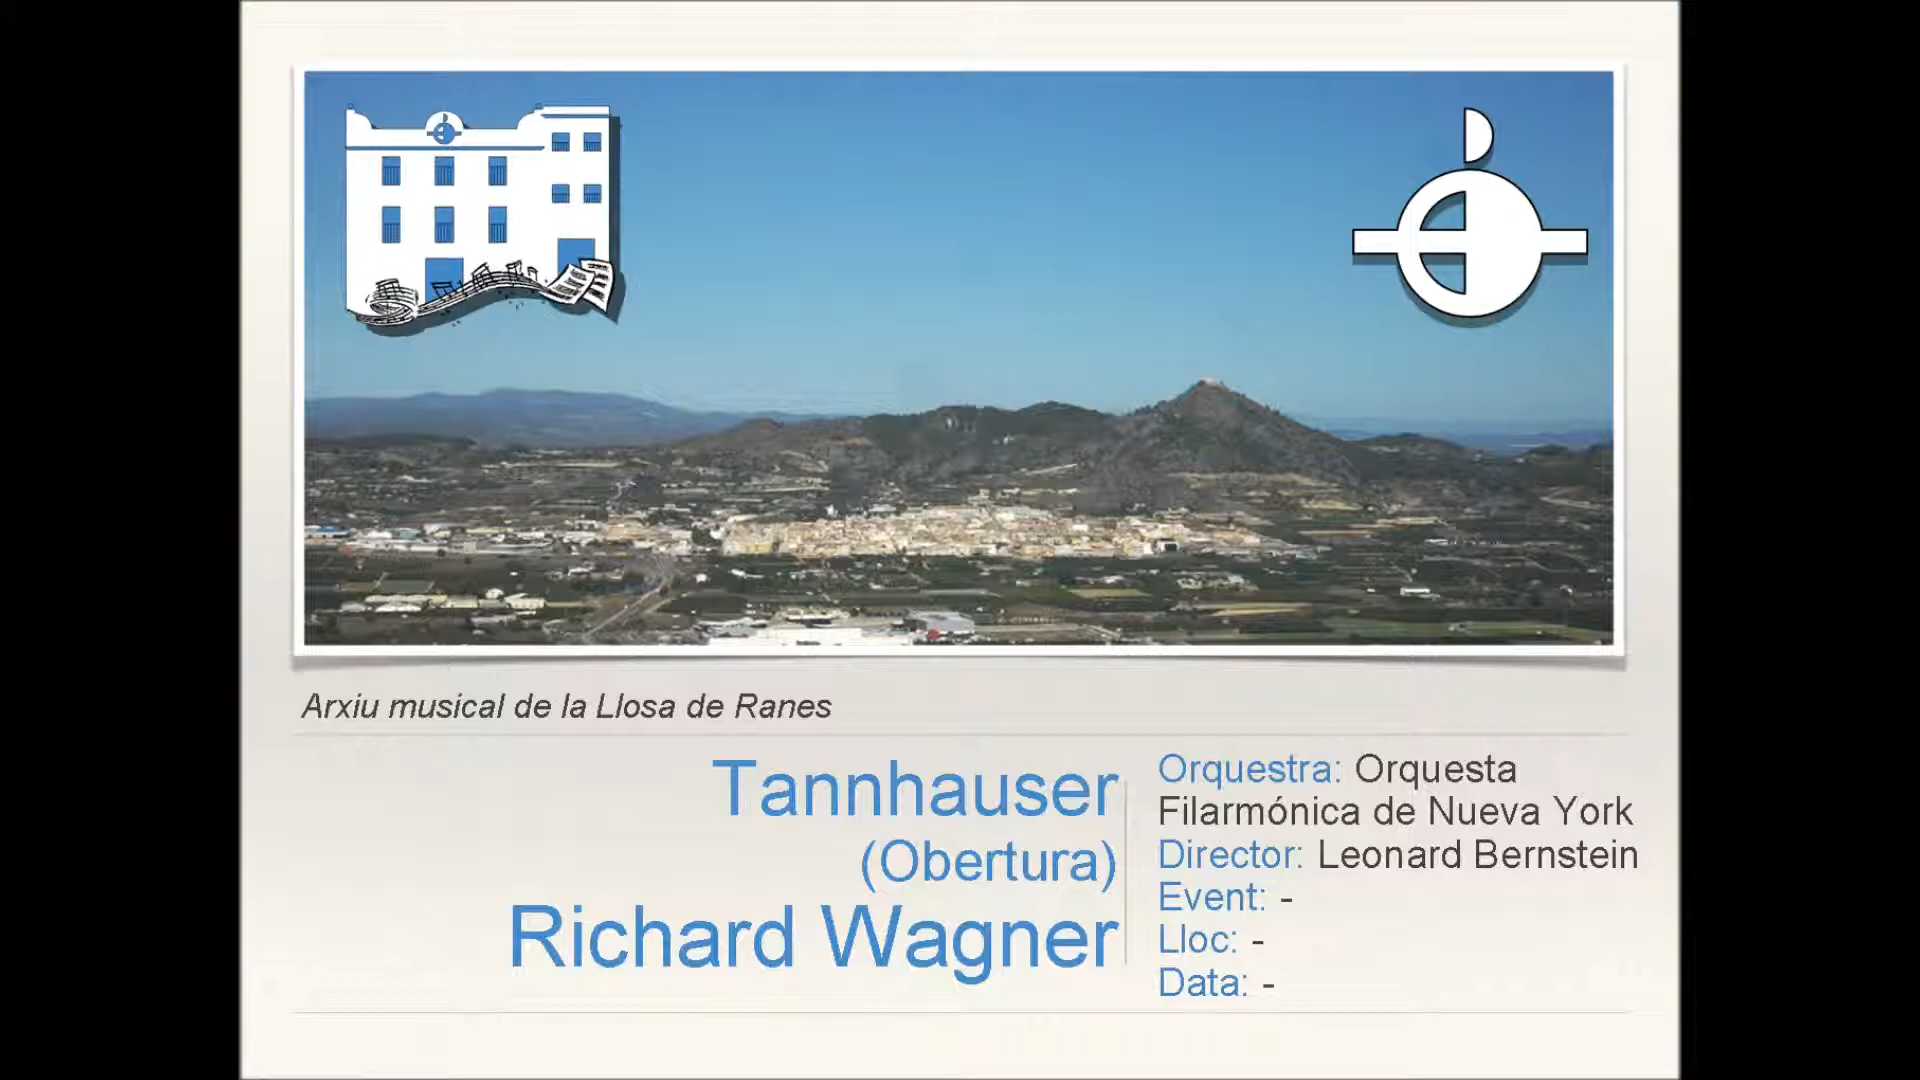 Arxiu musical de la Llosa de Ranes
Tannhauser
(Obertura)
Richard Wagner
Orquestra: Orquesta
Filarmónica de Nueva York
Director: Leonard Bernstein
Event: -
Lloc: -
Data: -